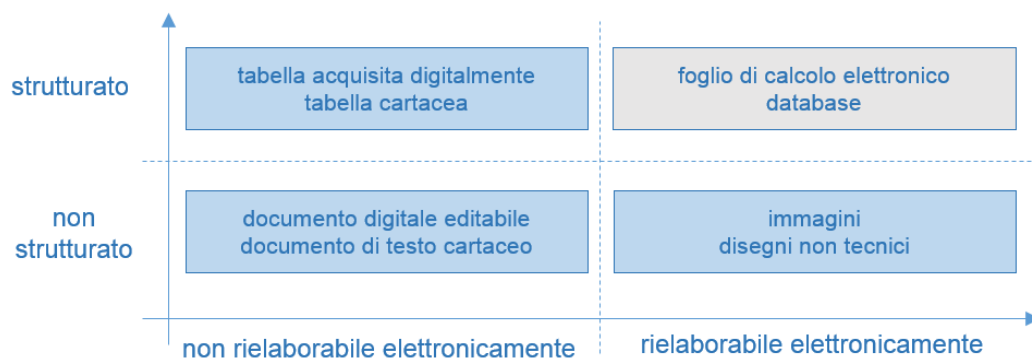 strutturato
tabella acquisita digitalmente
tabella cartacea
foglio di calcolo elettronico
database
non
strutturato
documento digitale editabile
documento di testo cartaceo
immagini
disegni non tecnici
non rielaborabile elettronicamente
rielaborabile elettronicamente